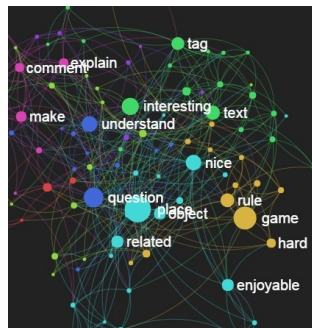 tag
explain
comment
interesting
text
make
understand
nice
question
rule
place
object
game
related
hard
enjoyable